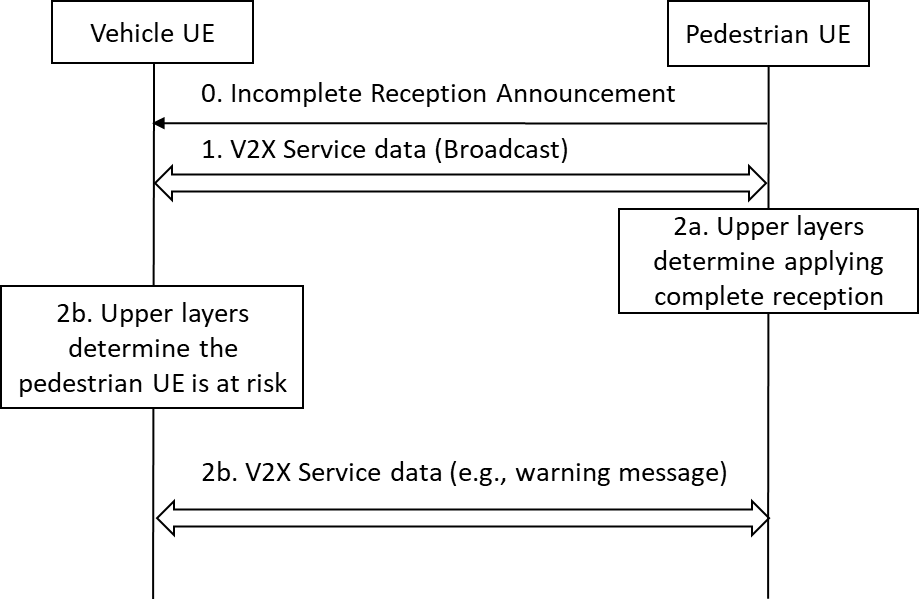 Vehicle UE
Pedestrian UE
0. Incomplete Reception Announcement
1. V2X Service data (Broadcast)
2a. Upper layers
determine applying
complete reception
2b. Upper layers
determine the
pedestrian UE is at risk
2b. V2X Service data (e.g., warning message)